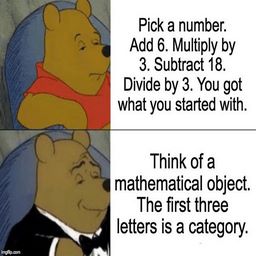 Pick a number.
Add 6. Multiply by
3. Subtract 18.
Divide by 3. You got
what you started with.
Think of a
mathematical object.
The first three
letters is a category.
imgflip.com